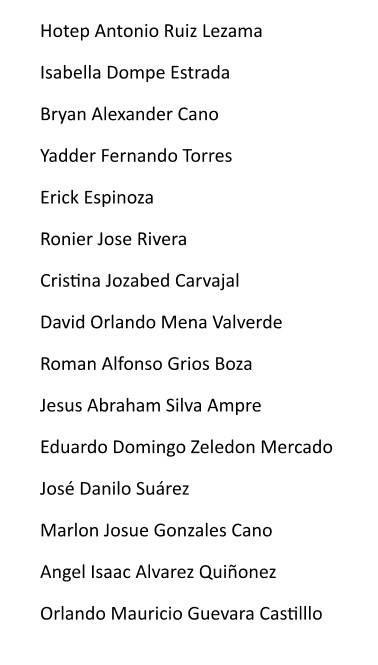 Hotep Antonio Ruiz Lezama
Isabella Dompe Estrada
Bryan Alexander Cano
Yadder Fernando Torres
Erick Espinoza
Ronier Jose Rivera
Cristina Jozabed Carvajal
David Orlando Mena Valverde
Roman Alfonso Grios Boza
Jesus Abraham Silva Ampre
Eduardo Domingo Zeledon Mercado
José Danilo Suárez
Marlon Josue Gonzales Cano
Angel Isaac Alvarez Quiñonez
Orlando Mauricio Guevara Castilllo